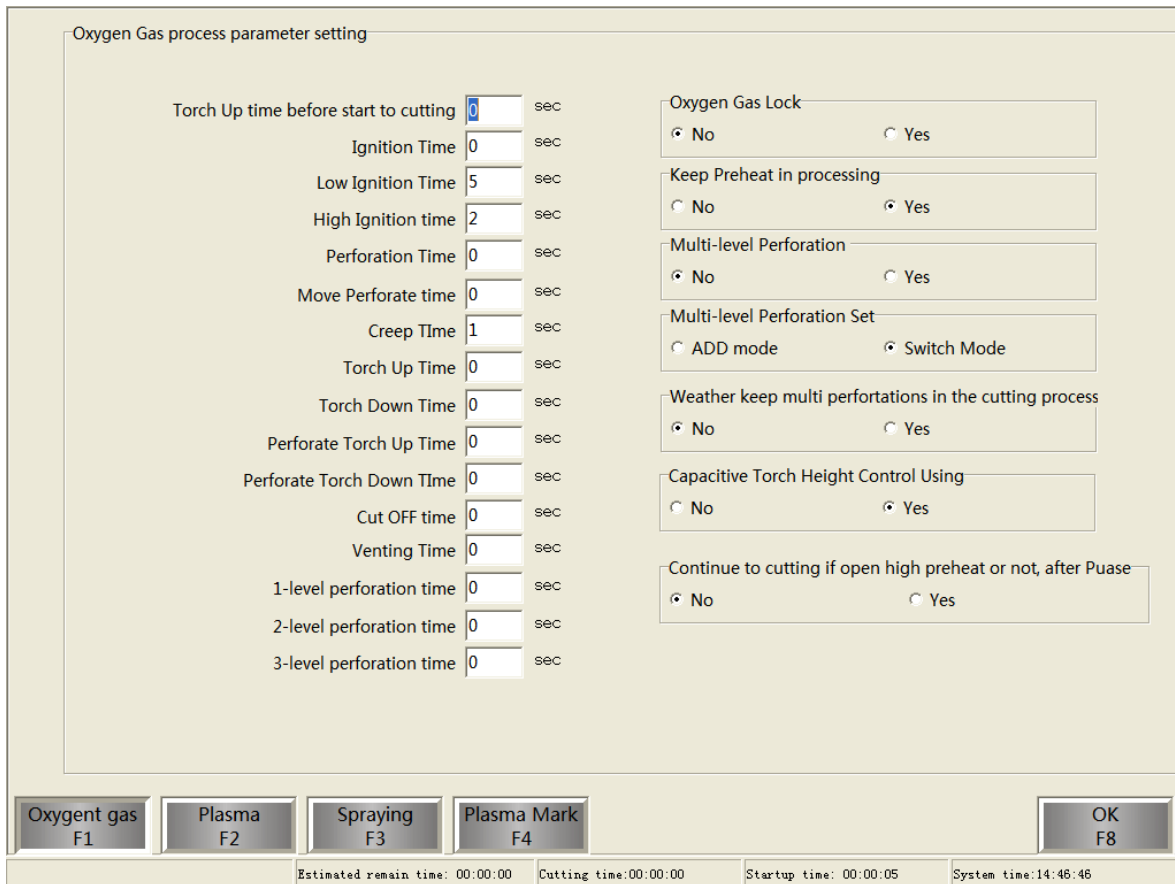 Oxygen Gas process parameter setting
Torch Up time before start to cutting 0 sec
Ignition Time 0 sec
Low Ignition Time 5 sec
High Ignition time 2 sec
Perforation Time 0 sec
Move Perforate time 0 sec
Creep TIme 1 sec
Torch Up Time 0 sec
Torch Down Time 0 sec
Perforate Torch Up Time 0 sec
Perforate Torch Down TIme 0 sec
Cut OFF time 0 sec
Venting Time 0 sec
1-level perforation time 0 sec
2-level perforation time 0 sec
3-level perforation time 0 sec
Oxygen Gas Lock
No Yes
Keep Preheat in processing
No Yes
Multi-level Perforation
No Yes
Multi-level Perforation Set
ADD mode Switch Mode
Weather keep multi perfortations in the cutting process
No Yes
Capacitive Torch Height Control Using
No Yes
Continue to cutting if open high preheat or not, after Puase
No Yes
Oxygent gas Plasma Spraying Plasma Mark OK
F1 F2 F3 F4 F8
Estimated remain time: 00:00:00 Cutting time:00:00:00 Startup time: 00:00:05 System time:14:46:46